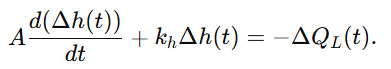 A d(Δh(t))/dt + k_h Δh(t) = −ΔQ_L(t).